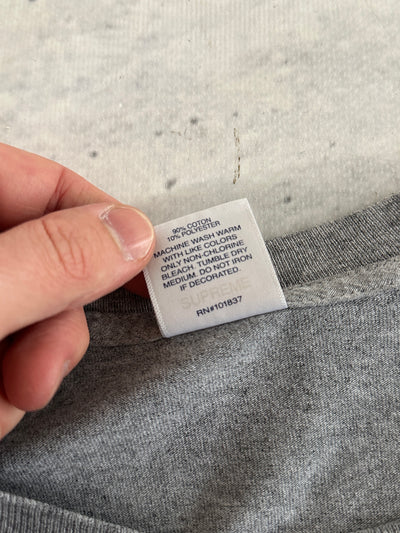 90% COTON
10% POLYESTER
MACHINE WASH WARM
WITH LIKE COLORS
ONLY NON-CHLORINE
BLEACH. TUMBLE DRY
MEDIUM. DO NOT IRON
IF DECORATED.
SUPREME
RN#101837